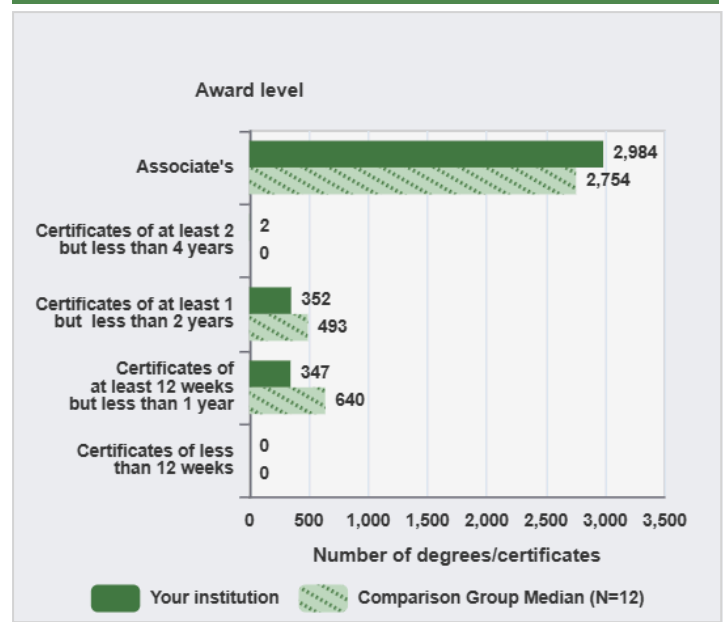 Award level
Associate's
2,984
2,754
Certificates of at least 2
but less than 4 years
2
0
Certificates of at least 1
but less than 2 years
352
493
Certificates of
at least 12 weeks
but less than 1 year
347
640
Certificates of less
than 12 weeks
0
0
0 500 1,000 1,500 2,000 2,500 3,000 3,500
Number of degrees/certificates
Your institution Comparison Group Median (N=12)